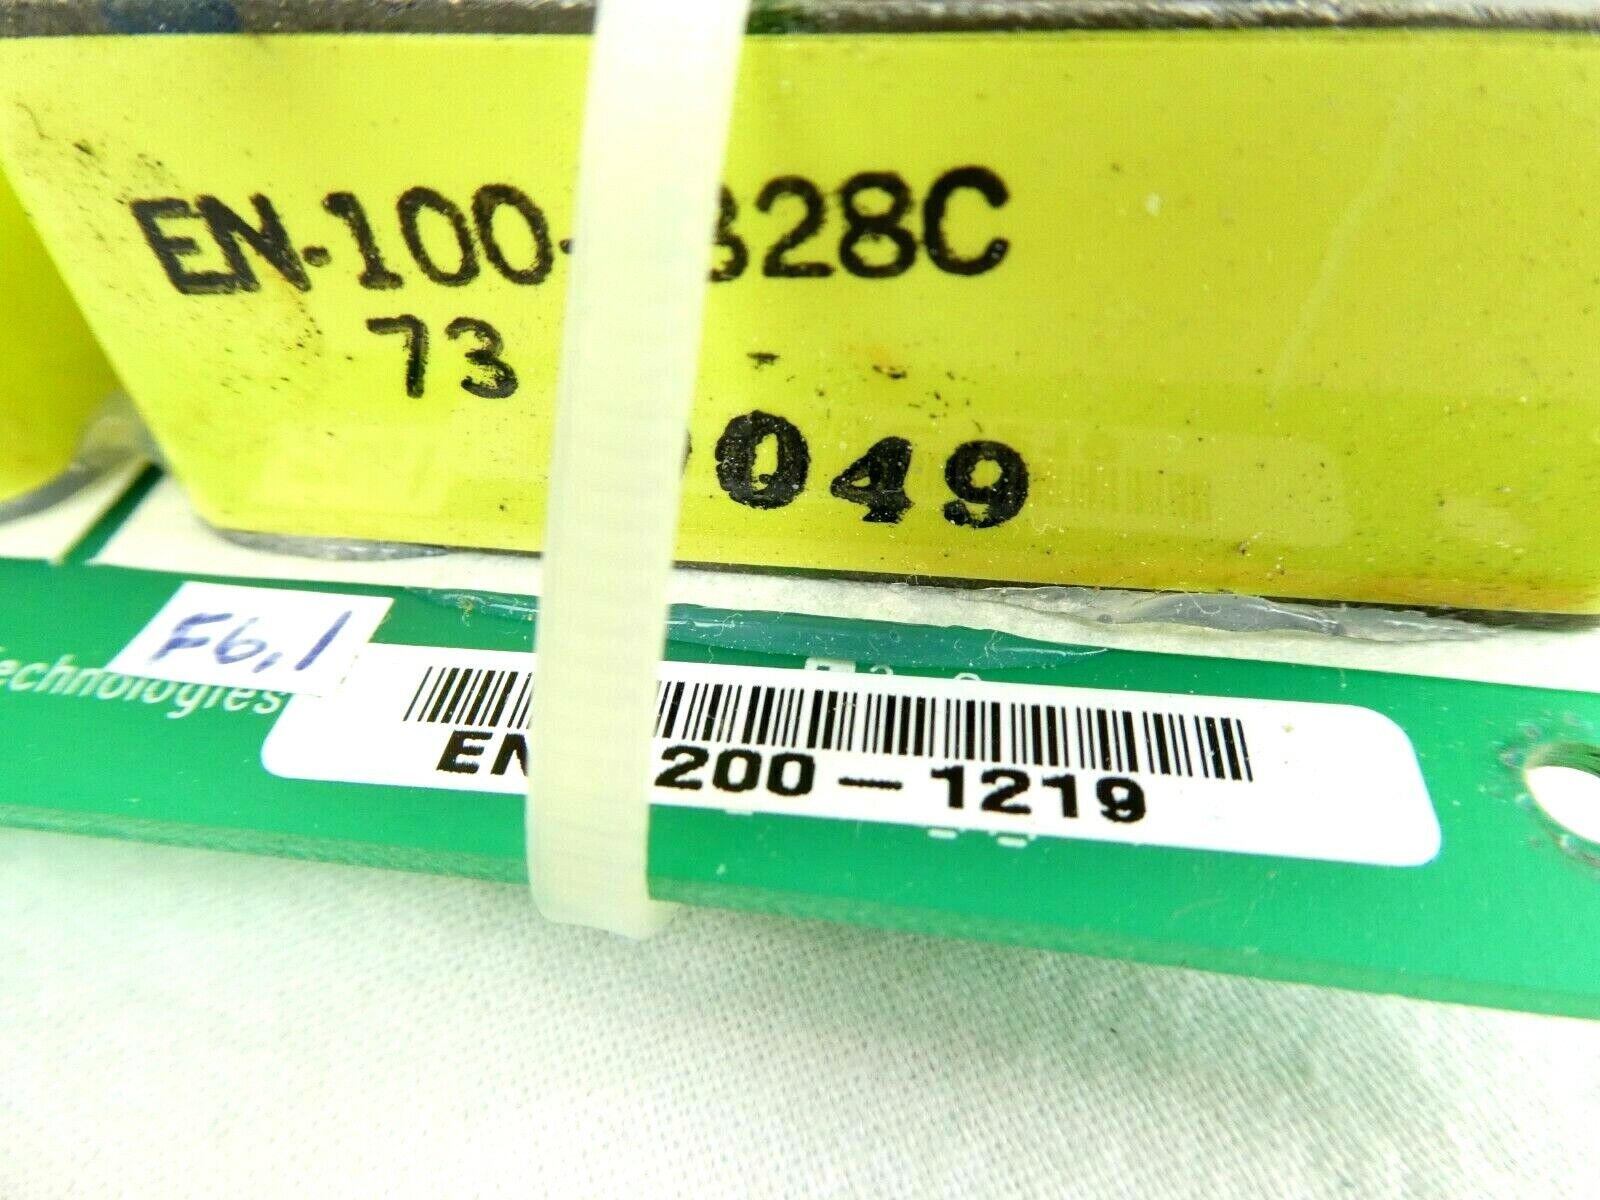 EN-100- 328C
73
049
F6.1
echnologies
EN 200-1219